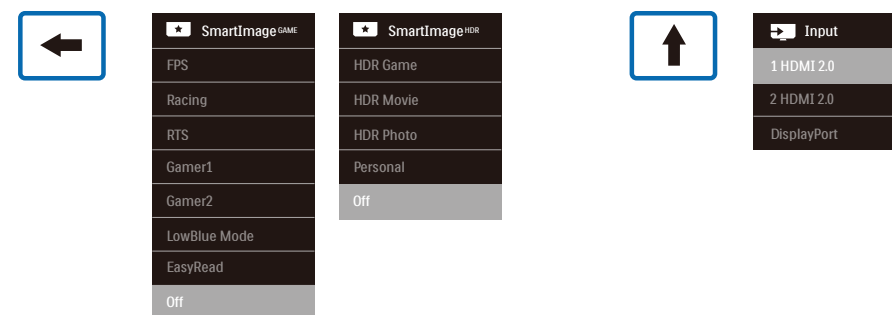 SmartImage GAME
FPS
Racing
RTS
Gamer1
Gamer2
LowBlue Mode
EasyRead
Off
SmartImage HDR
HDR Game
HDR Movie
HDR Photo
Personal
Off
Input
1 HDMI 2.0
2 HDMI 2.0
DisplayPort